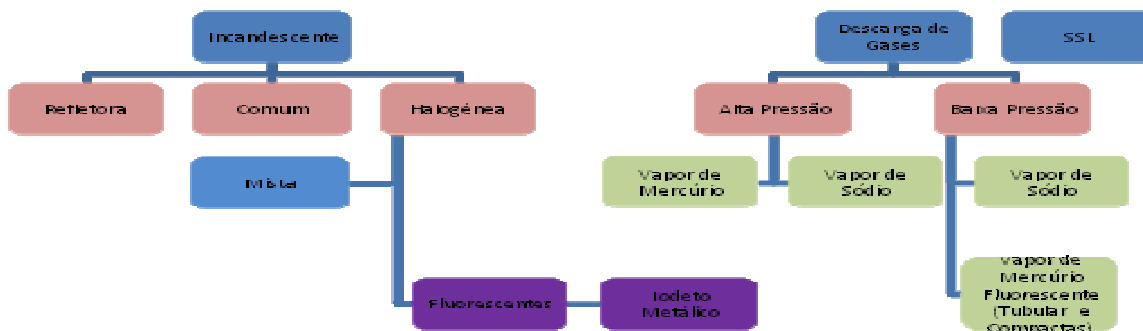 Incandescente
Descarga de
Gases
SSL
Refletora
Comum
Halogénea
Alta Pressão
Baixa Pressão
Mista
Vapor de
Mercúrio
Vapor de
Sódio
Vapor de
Sódio
Fluorescentes
Iodeto
Metálico
Vapor de
Mercúrio
Fluorescente
(Tubular e
Compactas)